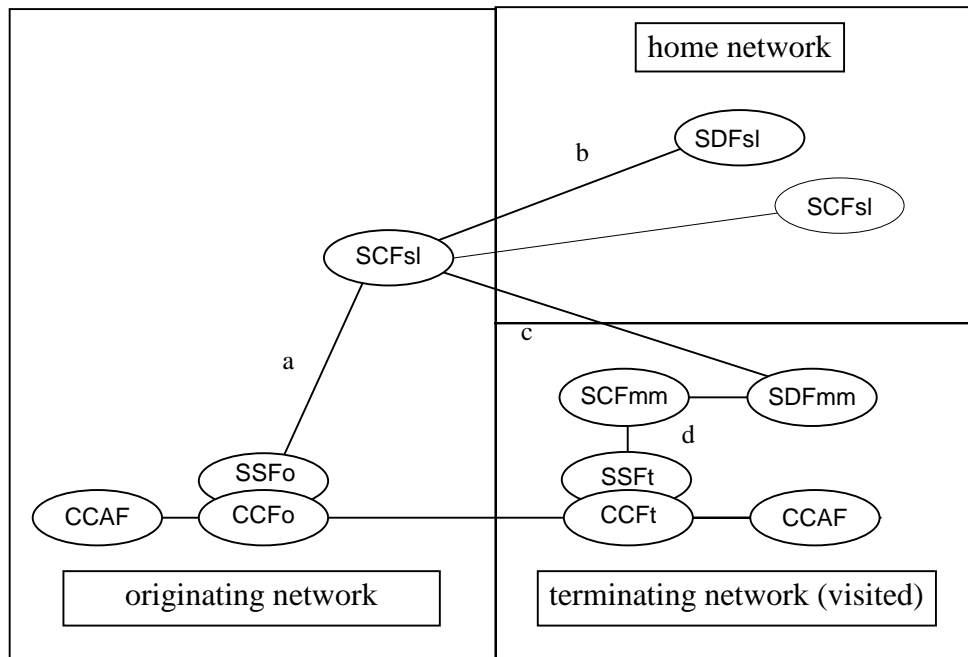 home network
SDFsl
b
SCFsl
SCFsl
c
a
SCFmm
SDFmm
d
SSFo
SSFt
CCAF
CCFo
CCFt
CCAF
originating network
terminating network (visited)